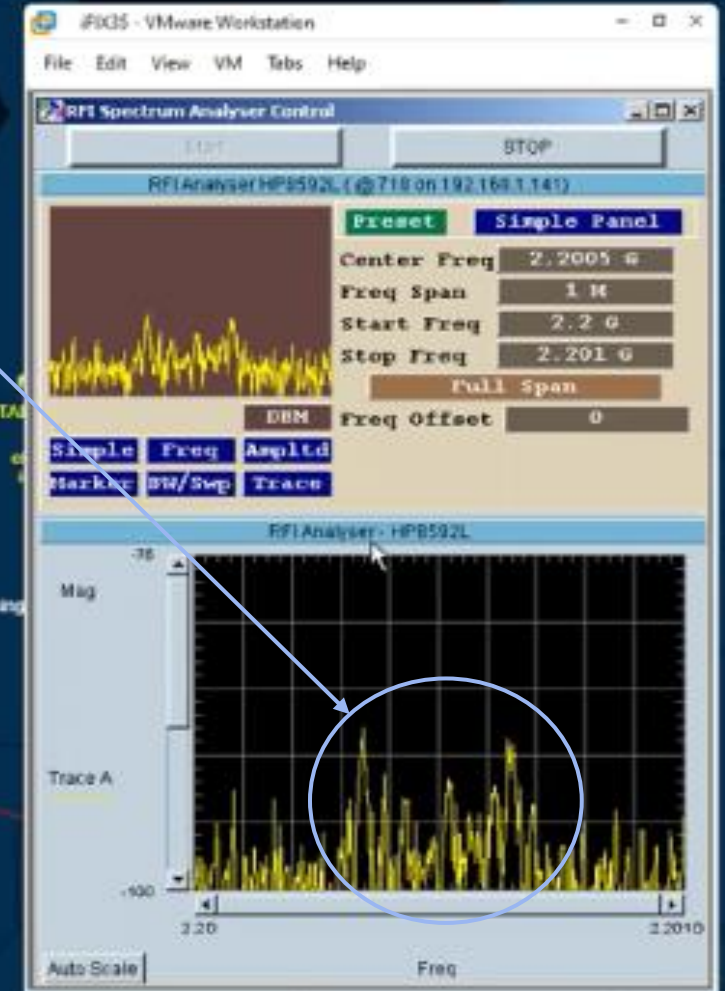 iFIX35 - VMware Workstation
File Edit View VM Tabs Help
RFI Spectrum Analyser Control
STOP
RFI Analyser HP8592L ( @718 on 192.168.1.141)
Preset Simple Panel
Center Freq 2.2005 G
Freq Span 1 M
Start Freq 2.2 G
Stop Freq 2.201 G
Full Span
DBM Freq Offset 0
Simple Freq Ampltd
Marker BW/Swp Trace
RFI Analyser - HP8592L
Mag
Trace A
-100
2.20 2.2010
Auto Scale Freq